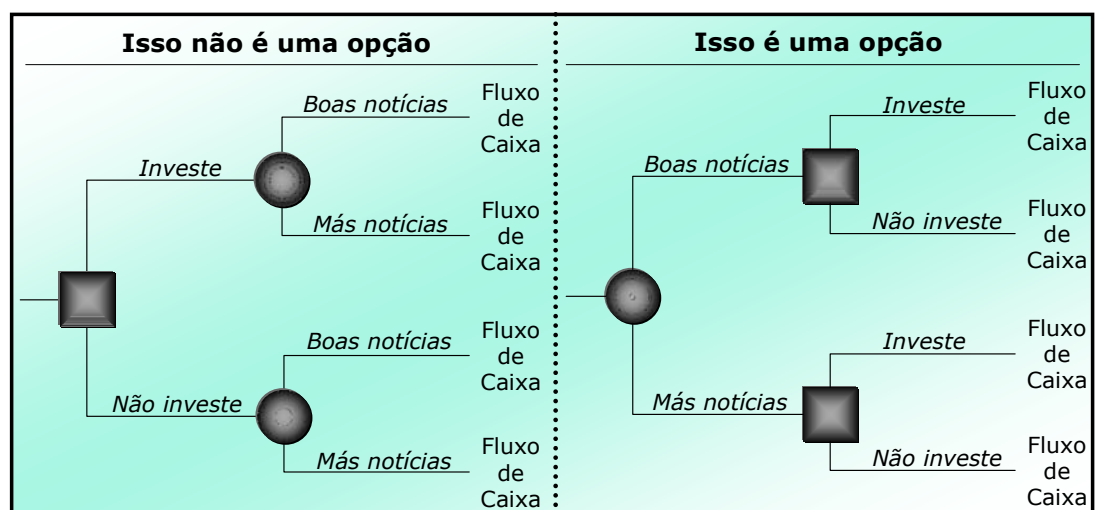 Isso não é uma opção
Boas notícias
Fluxo
de
Caixa
Investe
Más notícias
Fluxo
de
Caixa
Boas notícias
Fluxo
de
Caixa
Não investe
Más notícias
Fluxo
de
Caixa
Isso é uma opção
Investe
Fluxo
de
Caixa
Boas notícias
Não investe
Fluxo
de
Caixa
Investe
Fluxo
de
Caixa
Más notícias
Não investe
Fluxo
de
Caixa